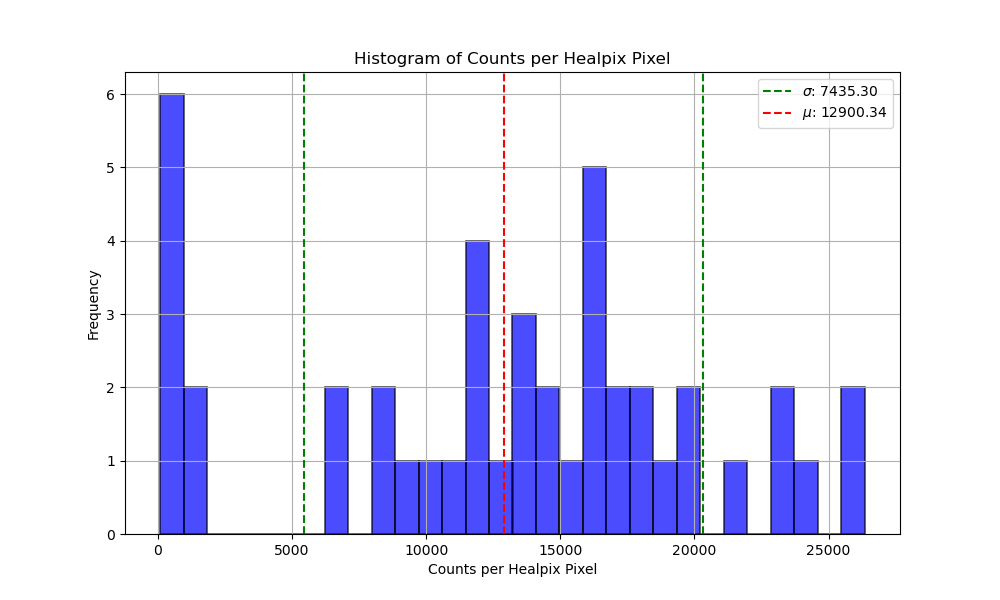 Histogram of Counts per Healpix Pixel
σ: 7435.30
μ: 12900.34
Frequency
6
5
4
3
2
1
0
0 5000 10000 15000 20000 25000
Counts per Healpix Pixel